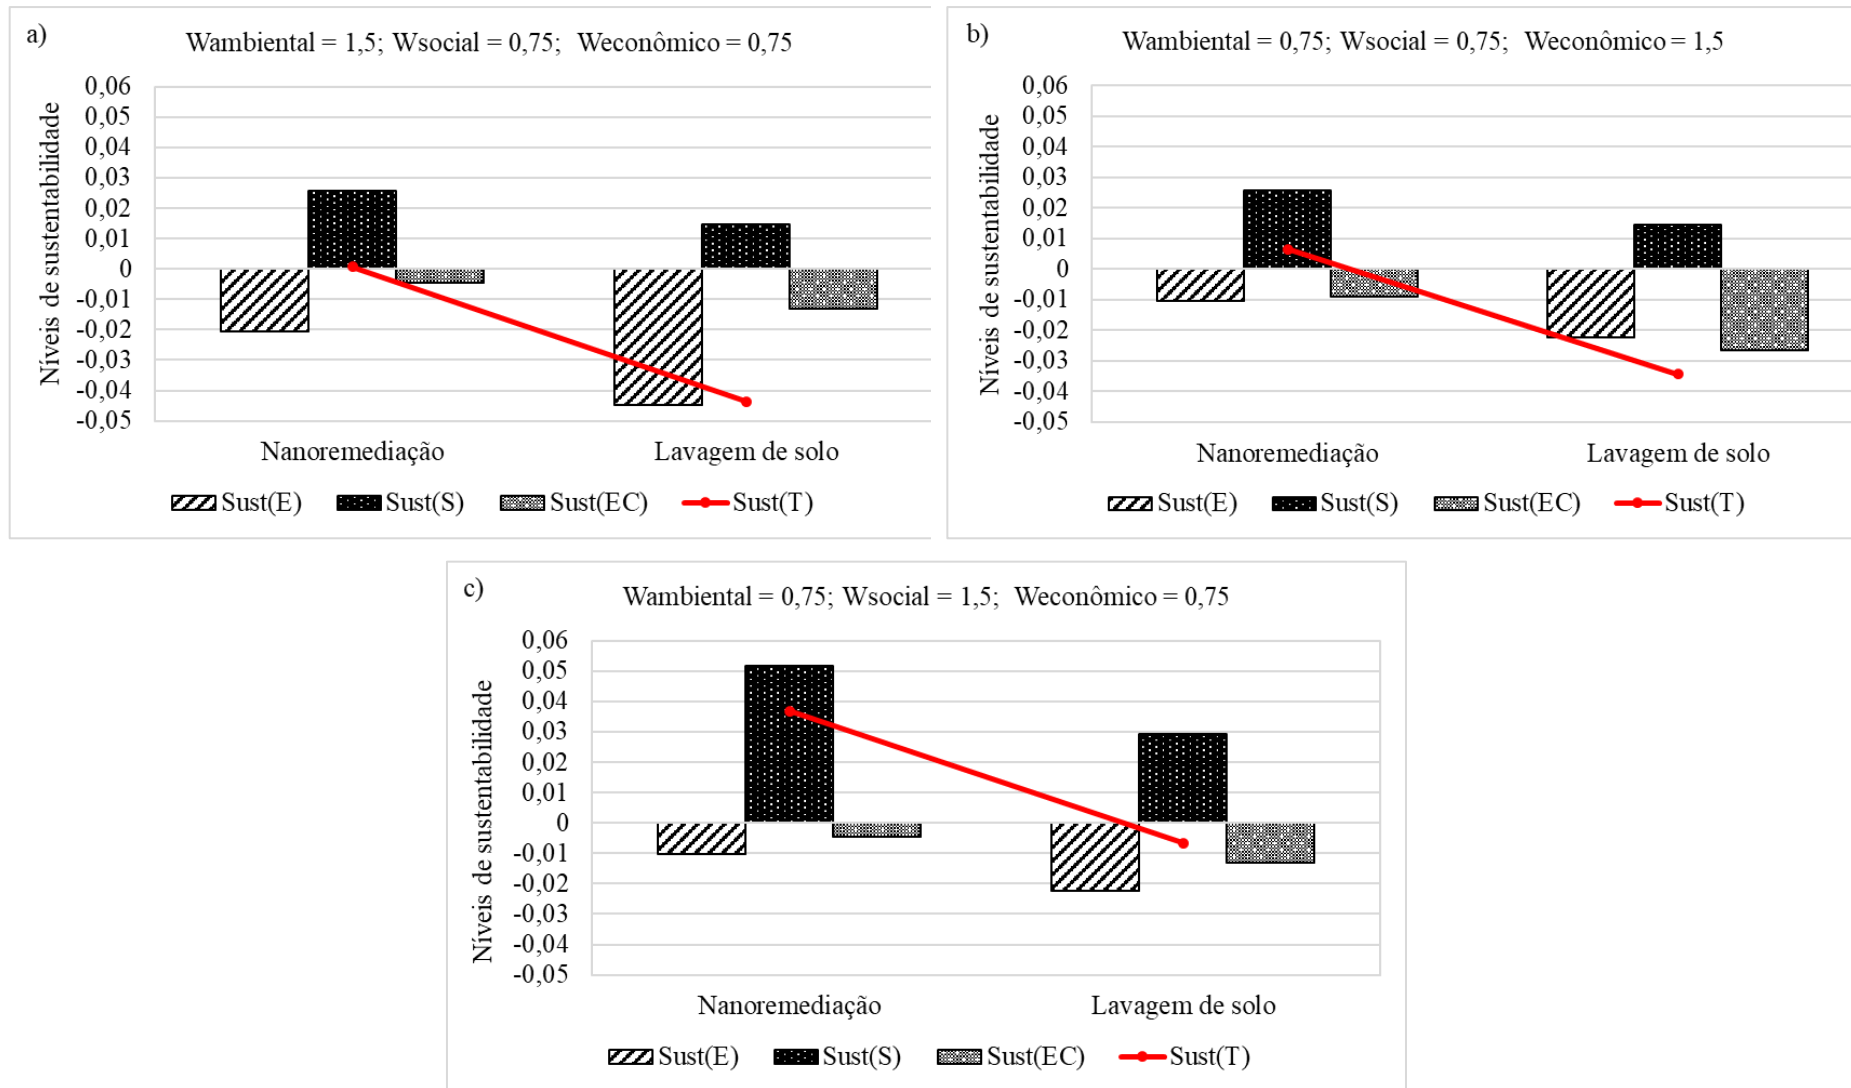 a)
Wambiental = 1,5; Wsocial = 0,75; Weconômico = 0,75
Níveis de sustentabilidade
0,06
0,05
0,04
0,03
0,02
0,01
0
-0,01
-0,02
-0,03
-0,04
-0,05
Nanoremediação Lavagem de solo
Sust(E) Sust(S) Sust(EC) Sust(T)
b)
Wambiental = 0,75; Wsocial = 0,75; Weconômico = 1,5
Níveis de sustentabilidade
0,06
0,05
0,04
0,03
0,02
0,01
0
-0,01
-0,02
-0,03
-0,04
-0,05
Nanoremediação Lavagem de solo
Sust(E) Sust(S) Sust(EC) Sust(T)
c)
Wambiental = 0,75; Wsocial = 1,5; Weconômico = 0,75
Níveis de sustentabilidade
0,06
0,05
0,04
0,03
0,02
0,01
0
-0,01
-0,02
-0,03
-0,04
-0,05
Nanoremediação Lavagem de solo
Sust(E) Sust(S) Sust(EC) Sust(T)